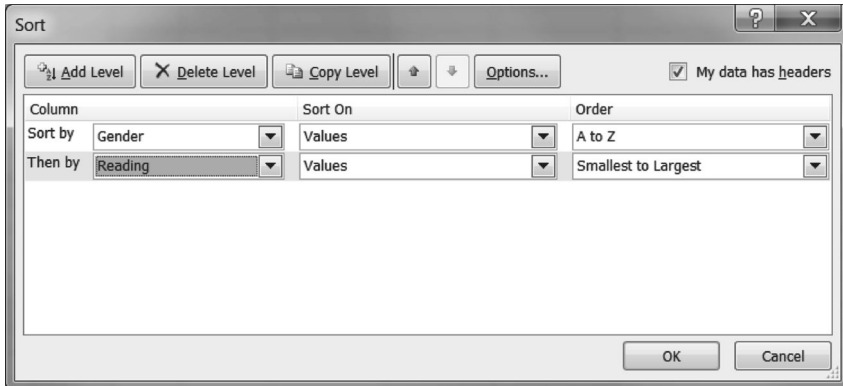 Sort
Add Level Delete Level Copy Level Options... My data has headers
Column Sort On Order
Sort by Gender Values A to Z
Then by Reading Values Smallest to Largest
OK Cancel